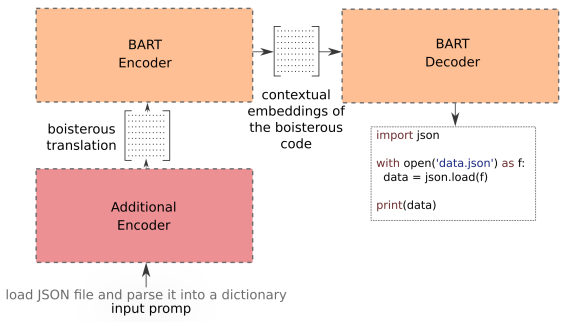 BART
Encoder
BART
Decoder
contextual
embeddings of
the boisterous
code
boisterous
translation
import json
with open('data.json') as f:
data = json.load(f)
print(data)
Additional
Encoder
load JSON file and parse it into a dictionary
input promp